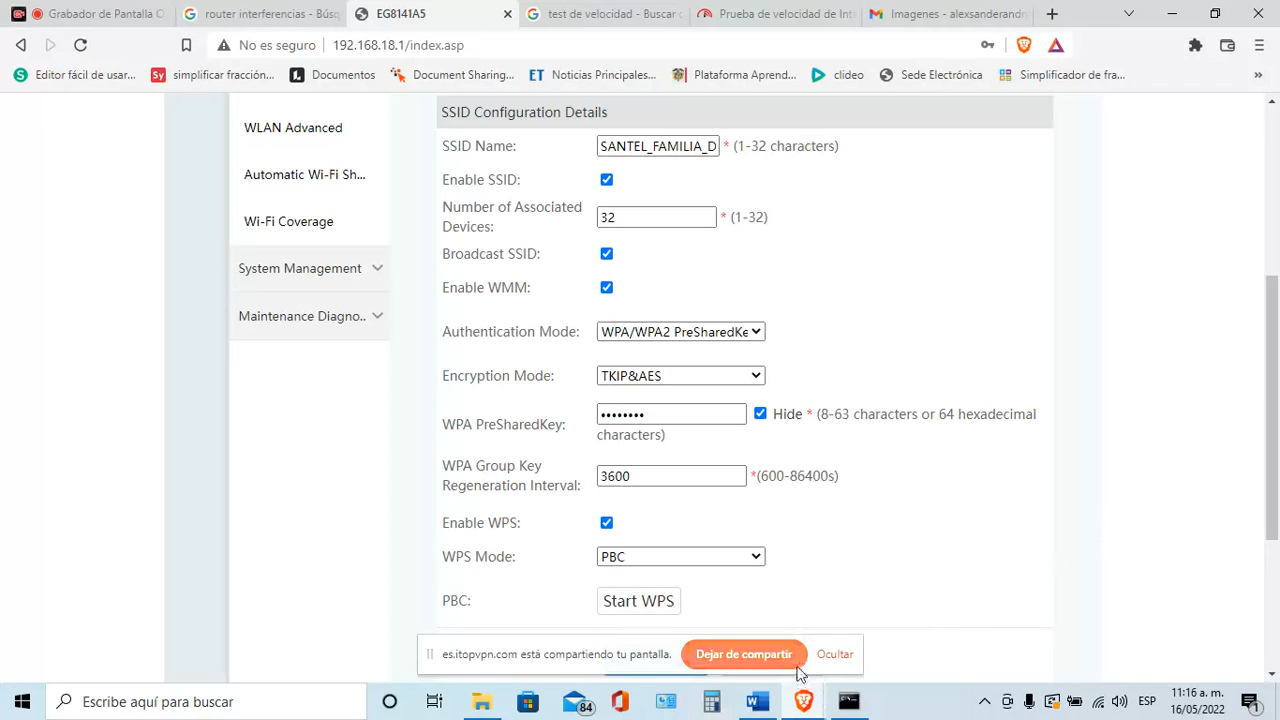 Grabador de Pantalla O
router interferencias - Búsq
EG8141A5
test de velocidad - Buscar c
Prueba de velocidad de Int
Imagenes - alexsanderandr
No es seguro
192.168.18.1/index.asp
Editor fácil de usar...
simplificar fracción...
Documentos
Document Sharing...
ET Noticias Principales...
Plataforma Aprend...
clideo
Sede Electrónica
Simplificador de fra...
»
WLAN Advanced
Automatic Wi-Fi Sh...
Wi-Fi Coverage
System Management
Maintenance Diagno..
SSID Configuration Details
SSID Name: SANTEL_FAMILIA_D * (1-32 characters)
Enable SSID:
Number of Associated
Devices: 32 * (1-32)
Broadcast SSID:
Enable WMM:
Authentication Mode: WPA/WPA2 PreSharedKe
Encryption Mode: TKIP&AES
WPA PreSharedKey: •••••••• Hide * (8-63 characters or 64 hexadecimal
characters)
WPA Group Key
Regeneration Interval: 3600 *(600-86400s)
Enable WPS:
WPS Mode: PBC
PBC: Start WPS
es.itopvpn.com está compartiendo tu pantalla. Dejar de compartir Ocultar
Escribe aquí para buscar
84
ESP
11:16 a. m.
16/05/2022
1